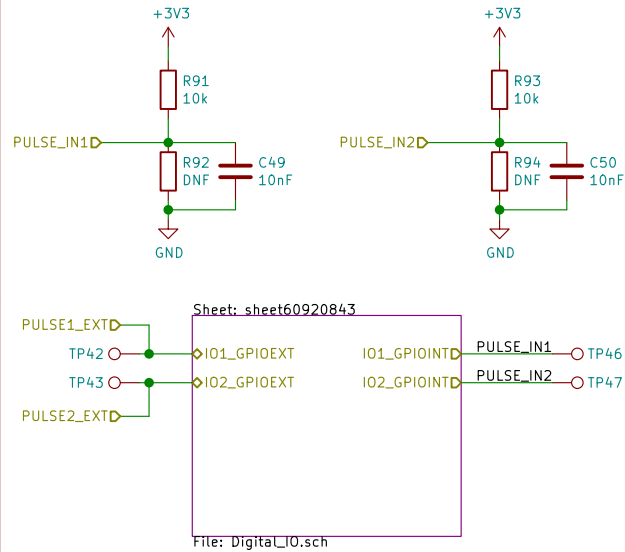 +3V3
R91
10k
PULSE_IN1
R92
DNF
C49
10nF
GND
+3V3
R93
10k
PULSE_IN2
R94
DNF
C50
10nF
GND
Sheet: sheet60920843
PULSE1_EXT
TP42
IO1_GPIOEXT
IO1_GPIOINT
PULSE_IN1
TP46
TP43
IO2_GPIOEXT
IO2_GPIOINT
PULSE_IN2
TP47
PULSE2_EXT
File: Digital_IO.sch